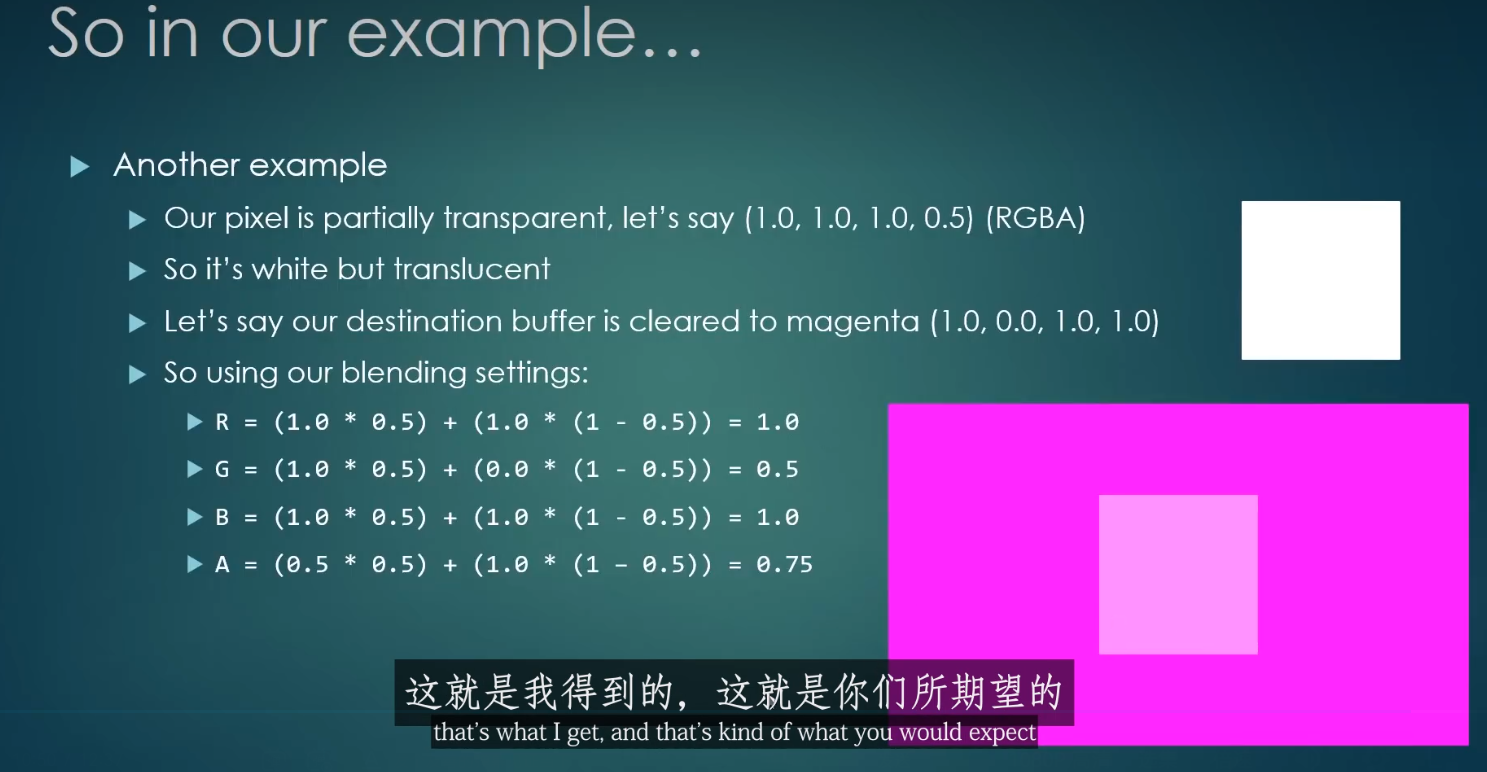 So in our example...
Another example
Our pixel is partially transparent, let's say (1.0, 1.0, 1.0, 0.5) (RGBA)
So it's white but translucent
Let's say our destination buffer is cleared to magenta (1.0, 0.0, 1.0, 1.0)
So using our blending settings:
R = (1.0 * 0.5) + (1.0 * (1 - 0.5)) = 1.0
G = (1.0 * 0.5) + (0.0 * (1 - 0.5)) = 0.5
B = (1.0 * 0.5) + (1.0 * (1 - 0.5)) = 1.0
A = (0.5 * 0.5) + (1.0 * (1 – 0.5)) = 0.75
这就是我得到的，这就是你们所期望的
that's what I get, and that's kind of what you would expect